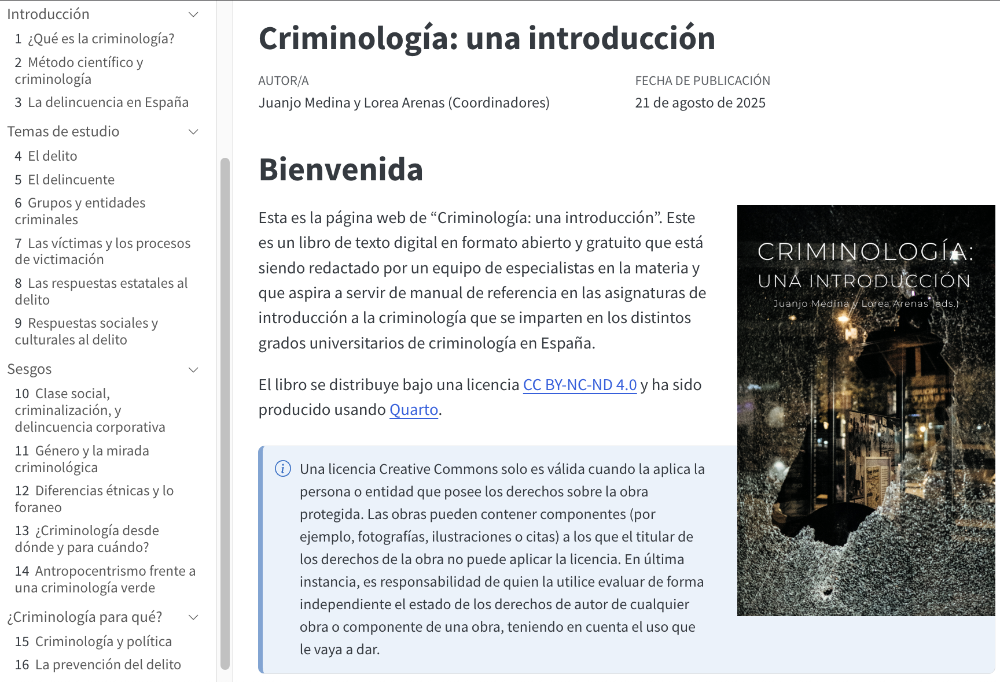 Introducción
1 ¿Qué es la criminología?
2 Método científico y
criminología
3 La delincuencia en España
Temas de estudio
4 El delito
5 El delincuente
6 Grupos y entidades
criminales
7 Las víctimas y los procesos
de victimación
8 Las respuestas estatales al
delito
9 Respuestas sociales y
culturales al delito
Sesgos
10 Clase social,
criminalización, y
delincuencia corporativa
11 Género y la mirada
criminológica
12 Diferencias étnicas y lo
foraneo
13 ¿Criminología desde
dónde y para cuándo?
14 Antropocentrismo frente a
una criminología verde
¿Criminología para qué?
15 Criminología y política
16 La prevención del delito
Criminología: una introducción
AUTOR/A
Juanjo Medina y Lorea Arenas (Coordinadores)
FECHA DE PUBLICACIÓN
21 de agosto de 2025
Bienvenida
Esta es la página web de “Criminología: una introducción”. Este
es un libro de texto digital en formato abierto y gratuito que está
siendo redactado por un equipo de especialistas en la materia y
que aspira a servir de manual de referencia en las asignaturas de
introducción a la criminología que se imparten en los distintos
grados universitarios de criminología en España.
El libro se distribuye bajo una licencia CC BY-NC-ND 4.0 y ha sido
producido usando Quarto.
Una licencia Creative Commons solo es válida cuando la aplica la
persona o entidad que posee los derechos sobre la obra
protegida. Las obras pueden contener componentes (por
ejemplo, fotografías, ilustraciones o citas) a los que el titular de
los derechos de la obra no puede aplicar la licencia. En última
instancia, es responsabilidad de quien la utilice evaluar de forma
independiente el estado de los derechos de autor de cualquier
obra o componente de una obra, teniendo en cuenta el uso que
le vaya a dar.
CRIMINOLOGÍA:
UNA INTRODUCCIÓN
Juanjo Medina y Lorea Arenas (eds.)